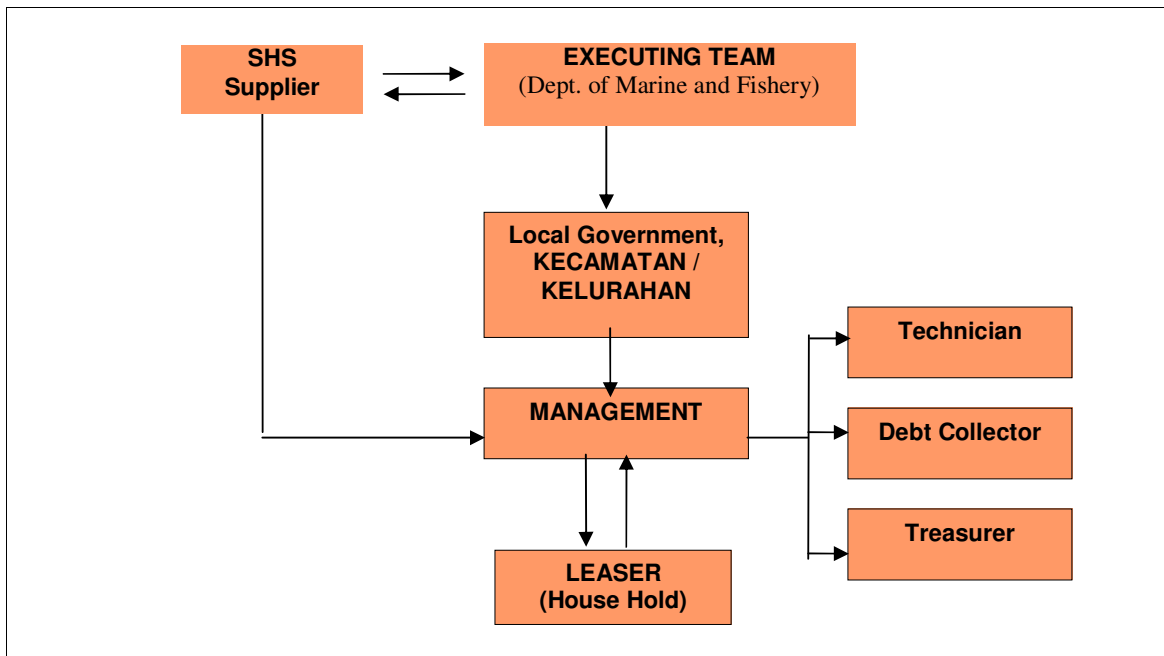 SHS
Supplier
EXECUTING TEAM
(Dept. of Marine and Fishery)
Local Government,
KECAMATAN /
KELURAHAN
MANAGEMENT
Technician
Debt Collector
Treasurer
LEASER
(House Hold)